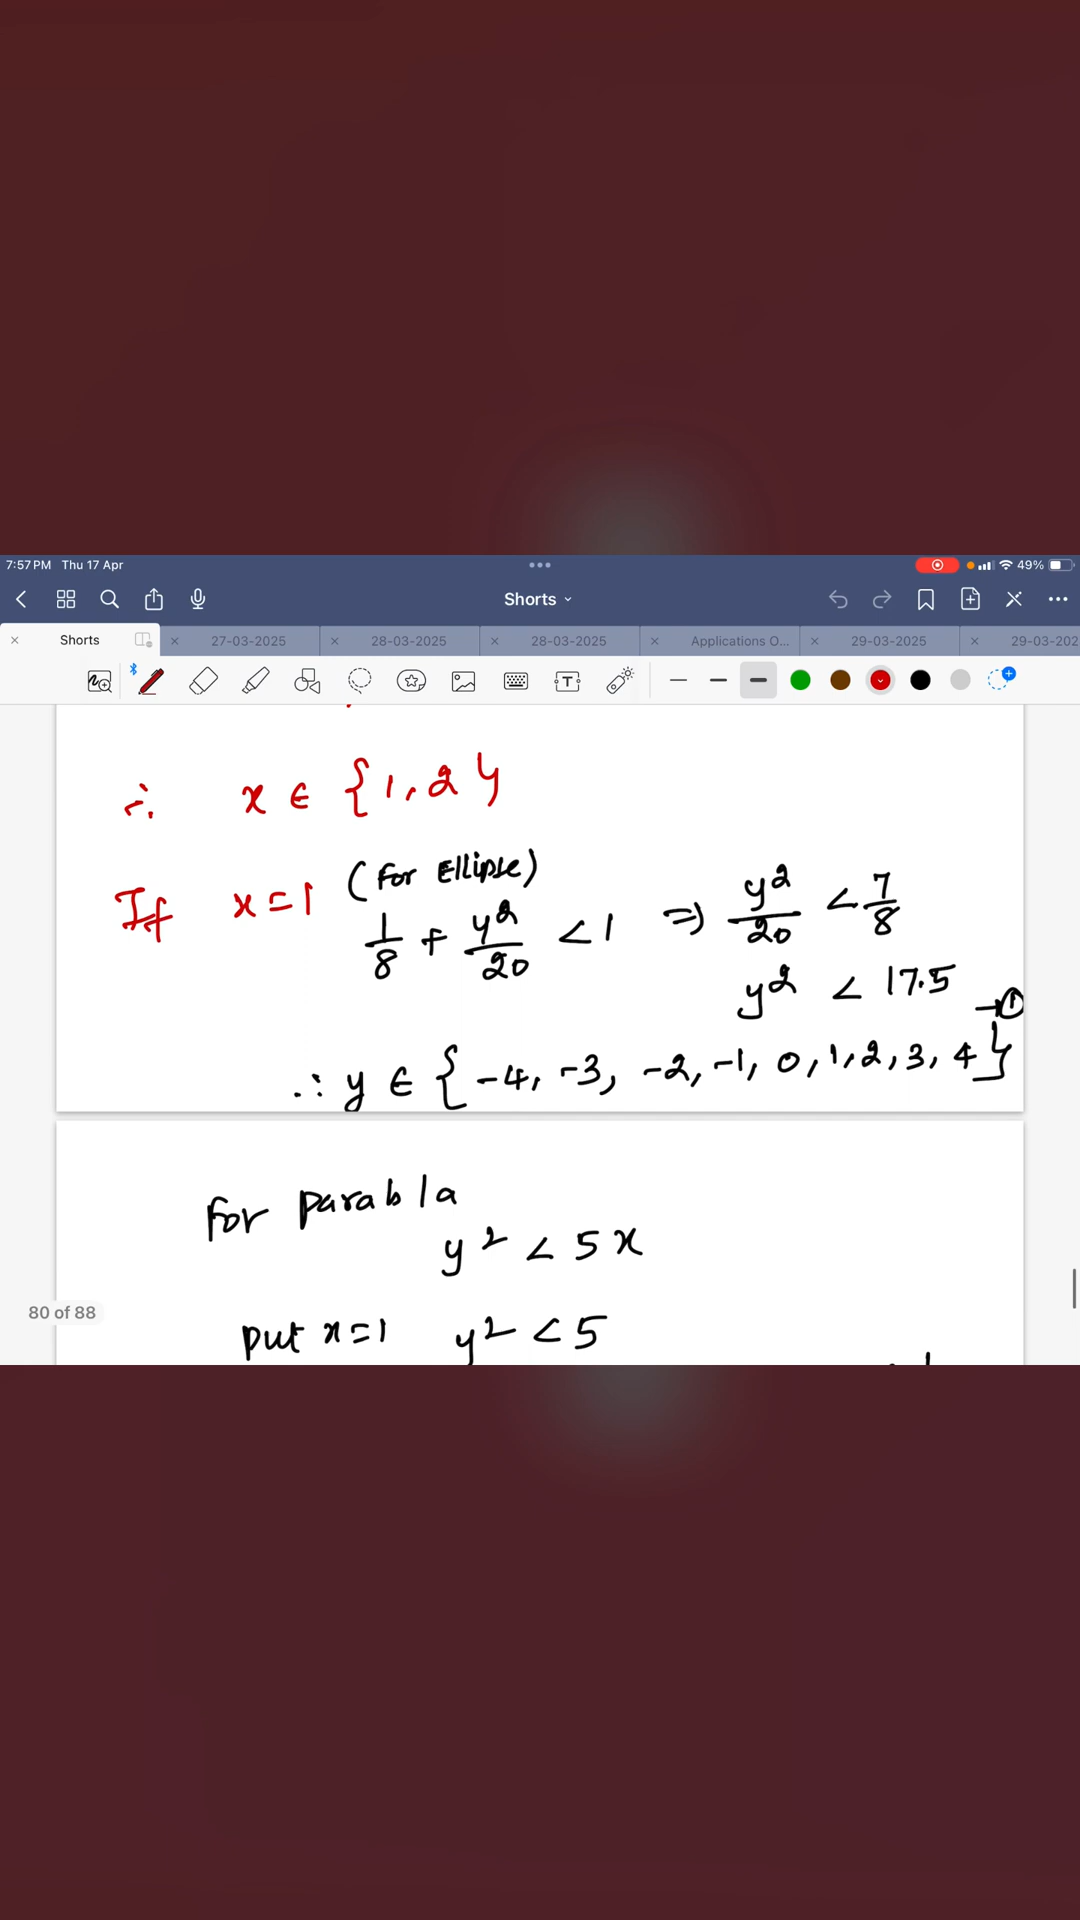 7:57 PM Thu 17 Apr
49%
Shorts
Shorts 27-03-2025 28-03-2025 28-03-2025 Applications O... 29-03-2025 29-03-202
∴ x ∈ {1, 2}
If x = 1 (For Ellipse)
1/8 + y²/20 < 1 ⇒ y²/20 < 7/8
y² < 17.5
→①
∴ y ∈ {-4, -3, -2, -1, 0, 1, 2, 3, 4}
For parabla
y² < 5x
80 of 88
put x=1 y² < 5